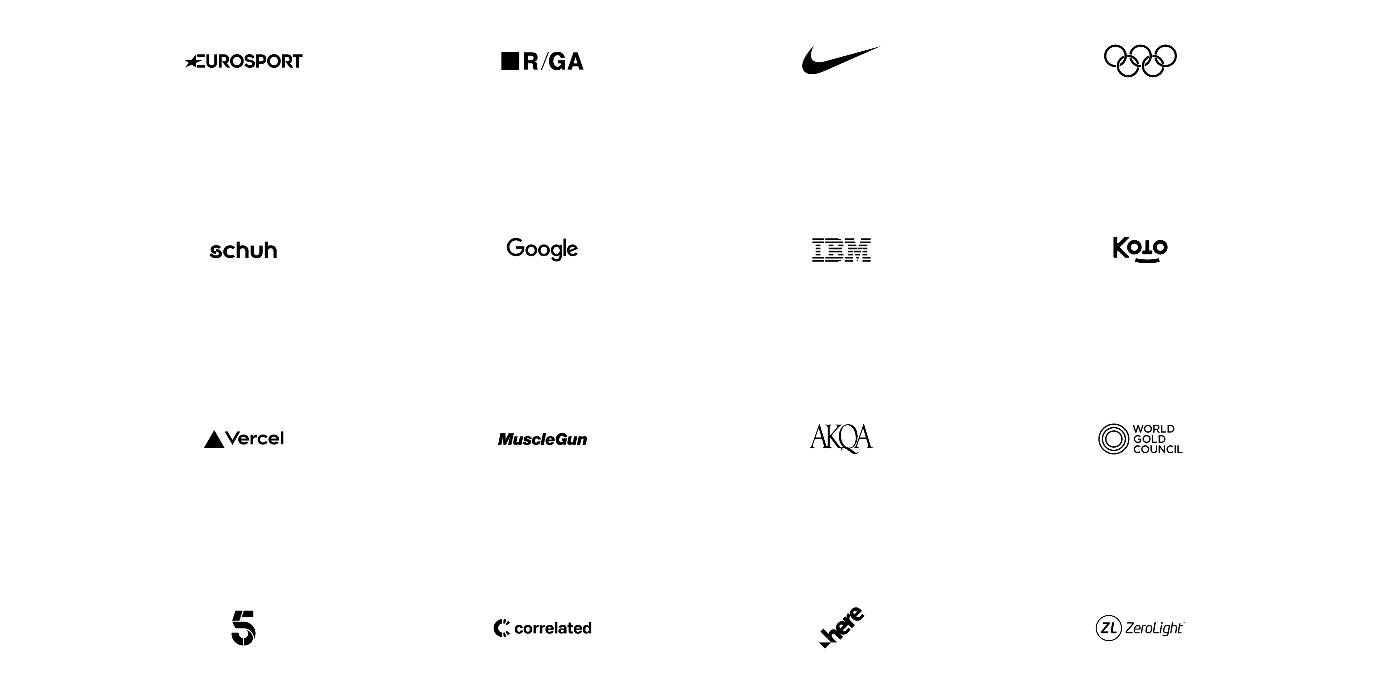 EUROSPORT
R/GA
schuh
Google
IBM
Koto
Vercel
MuscleGun
AKQA
WORLD
GOLD
COUNCIL
5
correlated
here
ZL ZeroLight